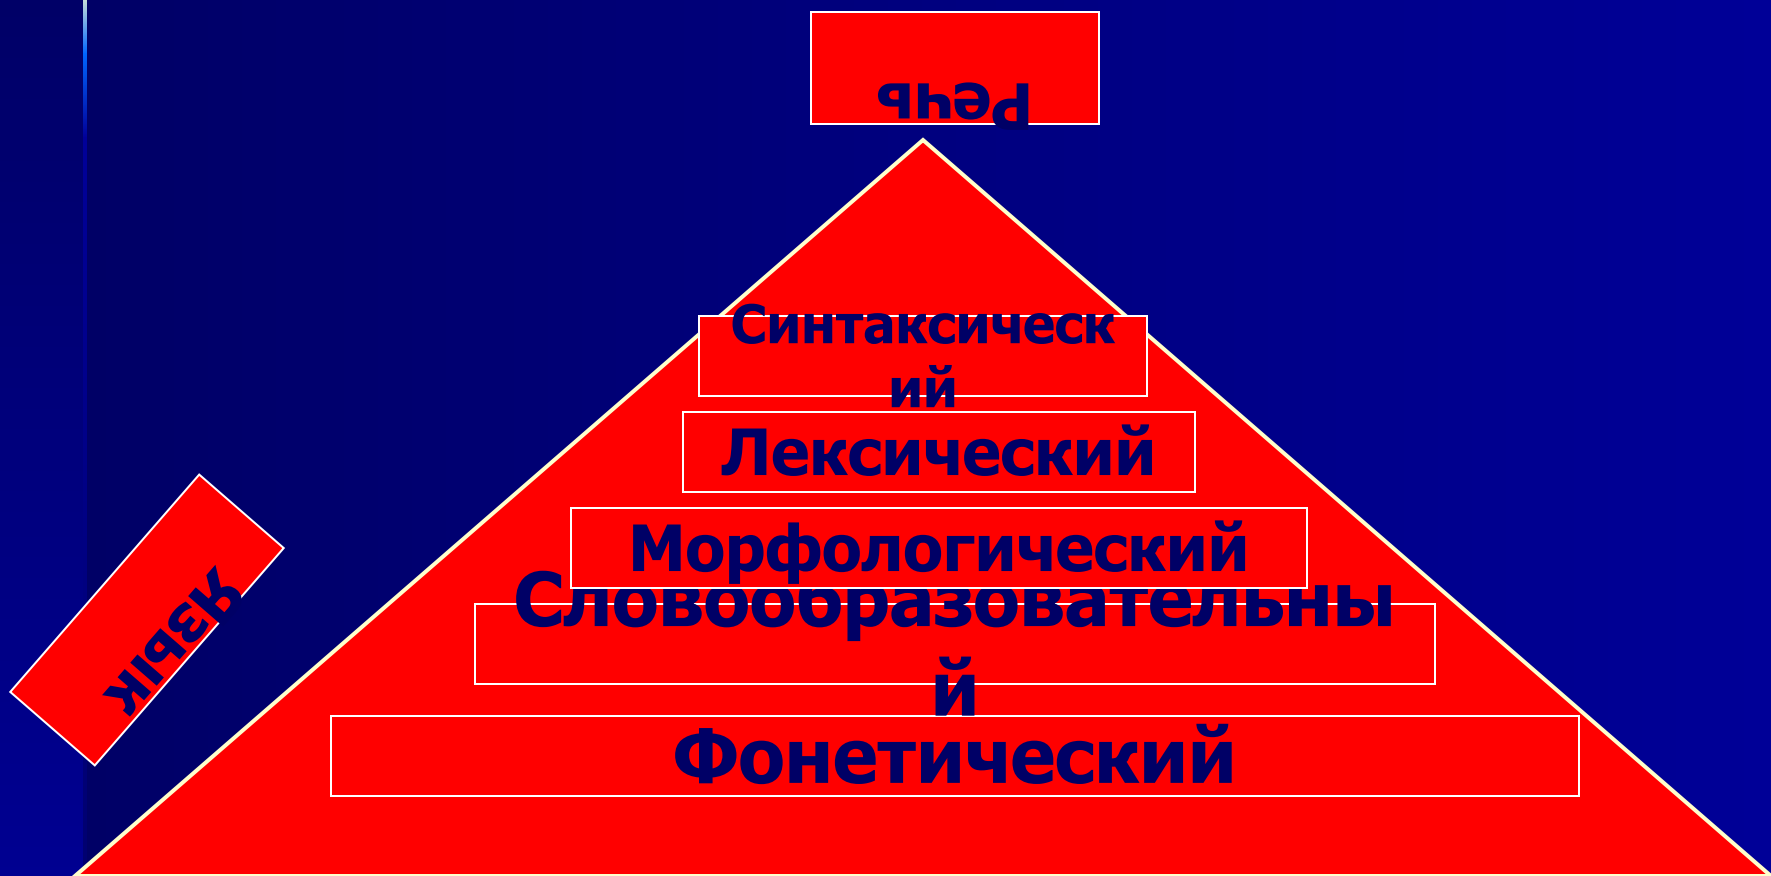 Речь
Синтаксическ
ий
Лексический
Морфологический
Словообразовательны
й
Фонетический
Язык